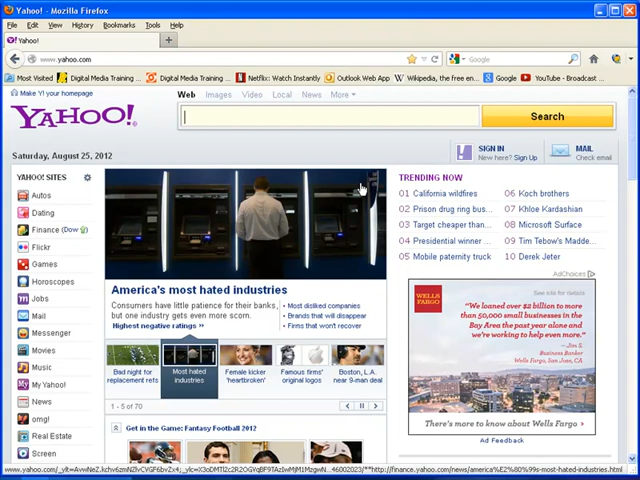 Yahoo! - Mozilla Firefox
File Edit View History Bookmarks Tools Help
Yahoo!
www.yahoo.com
Google
Most Visited Digital Media Training ... Digital Media Training ... Netflix: Watch Instantly Outlook Web App Wikipedia, the free en... Google YouTube - Broadcast ...
Make Y! your homepage
Web Images Video Local News More
YAHOO!
Search
Saturday, August 25, 2012
SIGN IN
New here? Sign Up
MAIL
Check email
YAHOO! SITES
Autos
Dating
Finance (Dow )
Flickr
Games
Horoscopes
Jobs
Mail
Messenger
Movies
Music
My Yahoo!
News
omg!
Real Estate
Screen
America's most hated industries
Consumers have little patience for their banks,
but one industry gets even more scorn.
Highest negative ratings »
• Most disliked companies
• Brands that will disappear
• Firms that won't recover
Bad night for
replacement refs
Most hated
industries
Female kicker
'heartbroken'
Famous firms'
original logos
Boston, L.A.
near 9-man deal
1 - 5 of 70
Get in the Game: Fantasy Football 2012
TRENDING NOW
01 California wildfires
02 Prison drug ring bus...
03 Target cheaper than...
04 Presidential winner ...
05 Mobile paternity truck
06 Koch brothers
07 Khloe Kardashian
08 Microsoft Surface
09 Tim Tebow's Madde...
10 Derek Jeter
AdChoices
WELLS
FARGO
See site for details
"We loaned over $2 billion to more
than 50,000 small businesses in the
Bay Area the past year alone and
we're working to help even more."
— Jim S.
Business Banker
Wells Fargo, San Francisco, CA
There's more to know about Wells Fargo ›
Ad Feedback